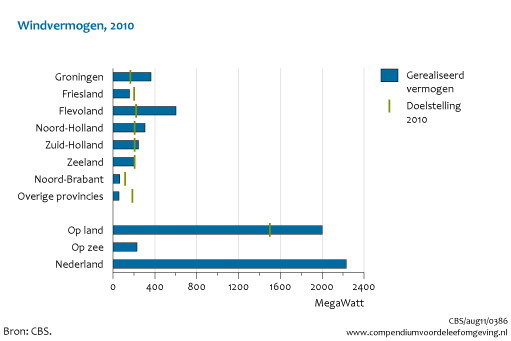 Windvermogen, 2010
Groningen
Friesland
Flevoland
Noord-Holland
Zuid-Holland
Zeeland
Noord-Brabant
Overige provincies
Op land
Op zee
Nederland
0 400 800 1200 1600 2000 2400
MegaWatt
Gerealiseerd
vermogen
Doelstelling
2010
CBS/aug11/0386
Bron: CBS.
www.compendiumvoordeleefomgeving.nl